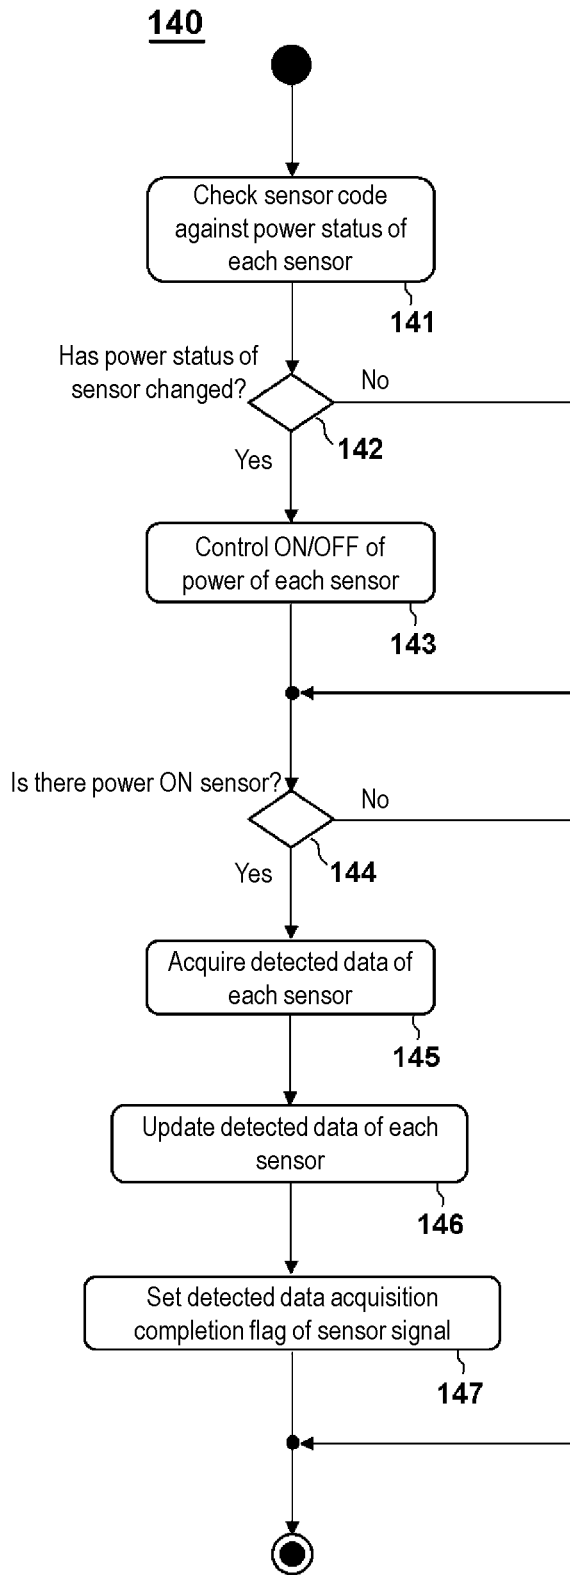 140
Check sensor code
against power status of
each sensor
141
Has power status of
sensor changed?
No
142
Yes
Control ON/OFF of
power of each sensor
143
Is there power ON sensor?
No
144
Yes
Acquire detected data of
each sensor
145
Update detected data of each
sensor
146
Set detected data acquisition
completion flag of sensor signal
147